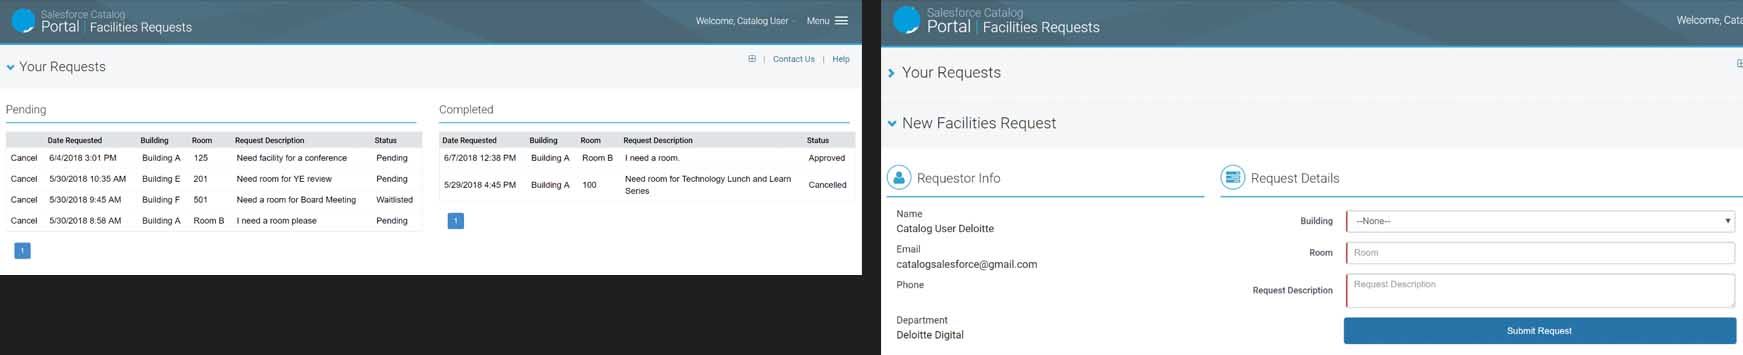 Salesforce Catalog
Portal | Facilities Requests
Welcome, Catalog User
Menu
Your Requests
| Contact Us | Help
Pending
Date Requested Building Room Request Description Status
Cancel 6/4/2018 3:01 PM Building A 125 Need facility for a conference Pending
Cancel 5/30/2018 10:35 AM Building E 201 Need room for YE review Pending
Cancel 5/30/2018 9:45 AM Building F 501 Need a room for Board Meeting Waitlisted
Cancel 5/30/2018 8:58 AM Building A Room B I need a room please Pending
1
Completed
Date Requested Building Room Request Description Status
6/7/2018 12:38 PM Building A Room B I need a room. Approved
5/29/2018 4:45 PM Building A 100 Need room for Technology Lunch and Learn Cancelled
Series
1
Salesforce Catalog
Portal | Facilities Requests
Welcome, Cata
Your Requests
New Facilities Request
Requestor Info
Name
Catalog User Deloitte
Email
catalogsalesforce@gmail.com
Phone
Department
Deloitte Digital
Request Details
Building --None--
Room Room
Request Description Request Description
Submit Request